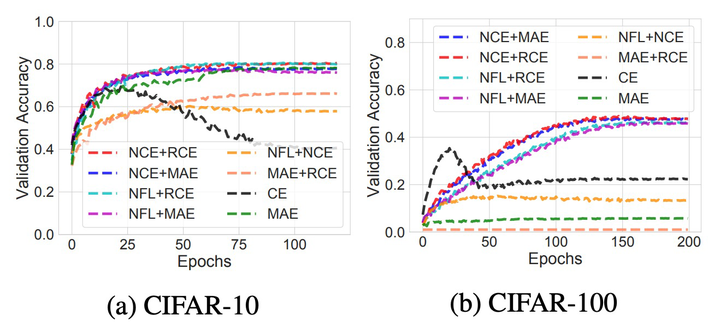 1.0
0.8
0.6
0.4
0.2
0.0
Validation Accuracy
NCE+RCE
NCE+MAE
NFL+RCE
NFL+MAE
NFL+NCE
MAE+RCE
CE
MAE
0 25 50 75 100
Epochs
(a) CIFAR-10
0.8
0.6
0.4
0.2
0.0
Validation Accuracy
NCE+MAE
NCE+RCE
NFL+RCE
NFL+MAE
NFL+NCE
MAE+RCE
CE
MAE
0 50 100 150 200
Epochs
(b) CIFAR-100